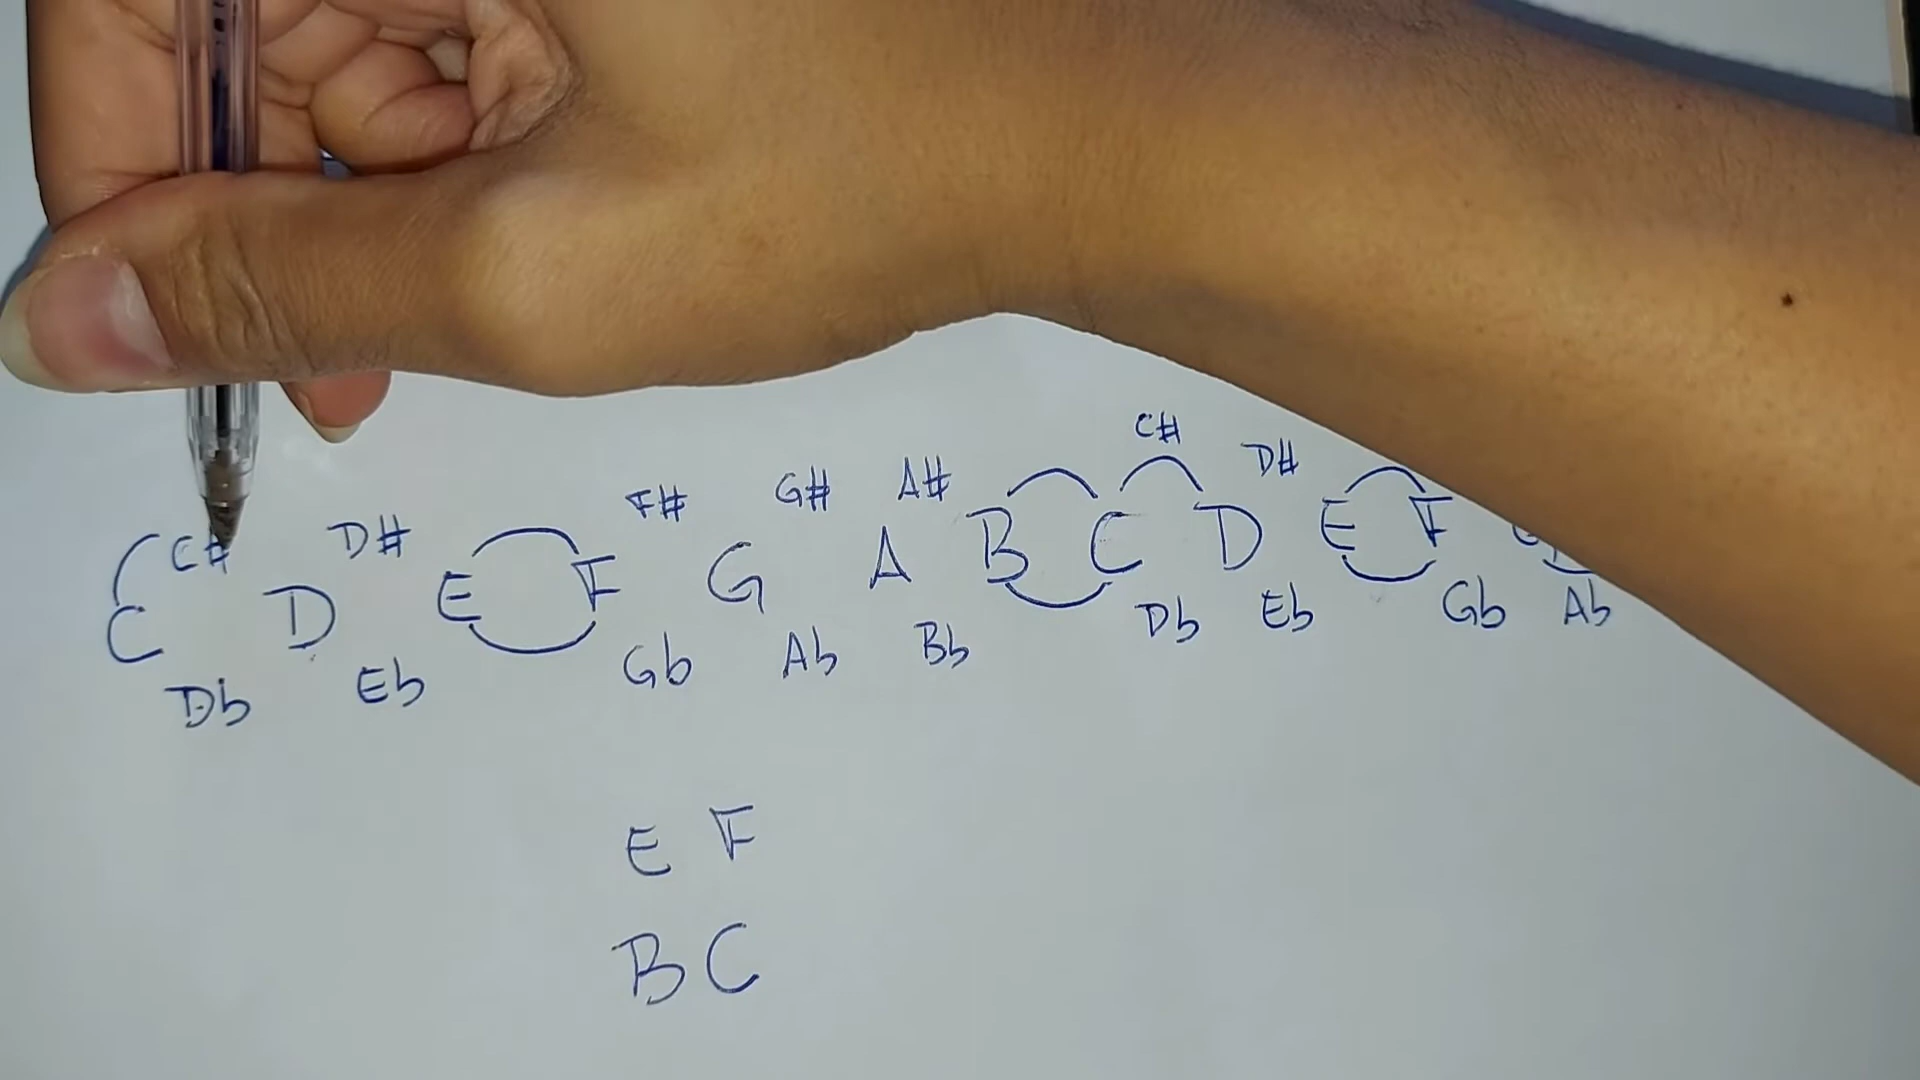 C# D# F# G# A# C# D#
C D E F G A B C D E F
Db Eb Gb Ab Bb Db Eb Gb Ab
E F
B C